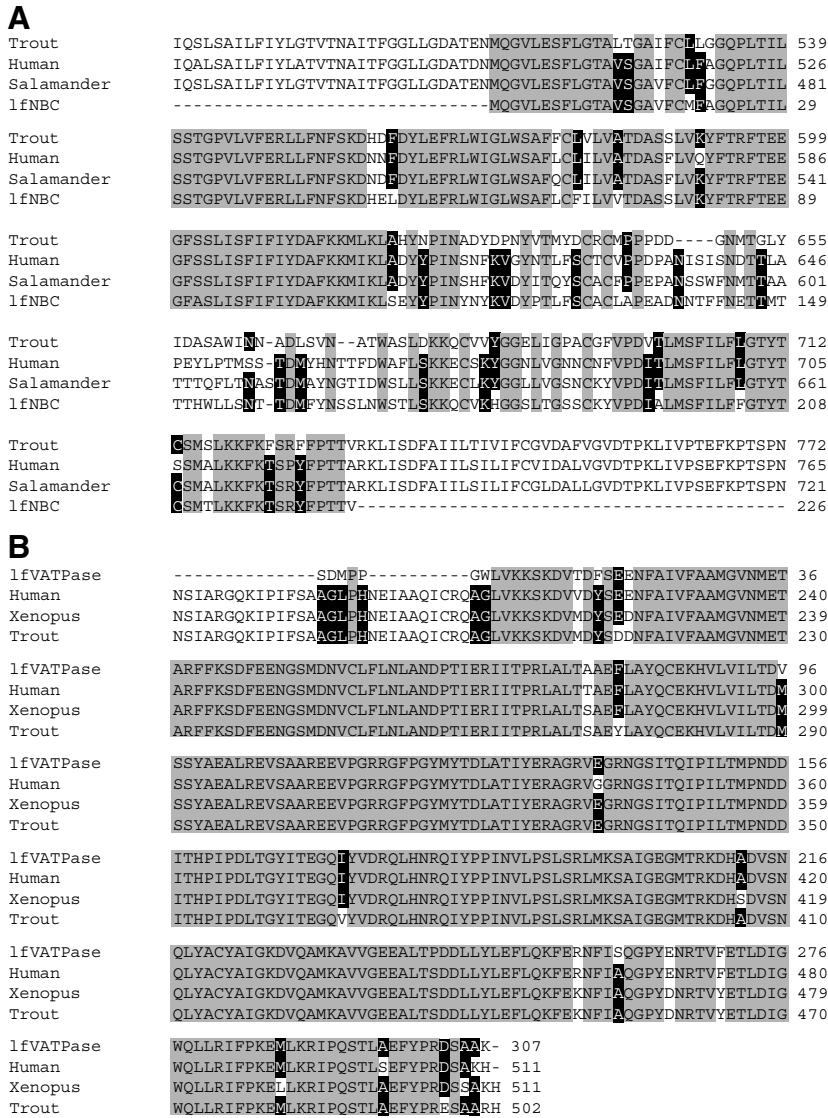 A
Trout IQSLSAILFIYLGTVTNAITFGGLLGDATENMQGVLESFLGTALTGAIFCLLGGQPLTIL 539
Human IQALSAILFIYLATVTNAITFGGLLGDATDNMQGVLESFLGTAVSGAIFCLFAGQPLTIL 526
Salamander IQSLSAILFIYLGTVTNAITFGGLLGDATENMQGVLESFLGTAVSGAVFCLFGGQPLTIL 481
lfNBC -------------------------------MQGVLESFLGTAVSGAVFCMFAGQPLTIL 29
Trout SSTGPVLVFERLLFNFSKDHDFDYLEFRLWIGLWSAFFCLVLVATDASSLVKYFTRFTEE 599
Human SSTGPVLVFERLLFNFSKDNNFDYLEFRLWIGLWSAFLCLILVATDASFLVQYFTRFTEE 586
Salamander SSTGPVLVFERLLFNFSKDNDFDYLEFRLWIGLWSAFQCLILVATDASFLVKYFTRFTEE 541
lfNBC SSTGPVLVFERLLFNFSKDHELDYLEFRLWIGLWSAFLCFILVVTDASSLVKYFTRFTEE 89
Trout GFSSLISFIFIYDAFKKMLKLAHYNPINADYDPNYVTMYDCRCMPPPDD----GNMTGLY 655
Human GFSSLISFIFIYDAFKKMIKLADYYPINSNFKVGYNTLFSCTCVPPDPANISISNDTTLA 646
Salamander GFSSLISFIFIYDAFKKMIKLADYYPINSHFKVDYITQYSCACFPPEPANSSWFNMTTAA 601
lfNBC GFASLISFIFIYDAFKKMIKLSEYYPINYNYKVDYPTLFSCACLAPEADNNTFFNETTMT 149
Trout IDASAWINN-ADLSVN--ATWASLDKKQCVVYGGELIGPACGFVPDVTLMSFILFLGTYT 712
Human PEYLPTMSS-TDMYHNTTFDWAFLSKKECSKYGGNLVGNNCNFVPDITLMSFILFLGTYT 705
Salamander TTTQFLTNASTDMAYNGTIDWSLLSKKECLKYGGLLVGSNCKYVPDITLMSFILFLGTYT 661
lfNBC TTHWLLSNT-TDMFYNSSLNWSTLSKKQCVKHGGSLTGSSCKYVPDIALMSFILFFGTYT 208
Trout CSMSLKKFKFSRFFPTTVRKLISDFAIILTIVIFCGVDAFVGVDTPKLIVPTEFKPTSPN 772
Human SSMALKKFKTSPYFPTTARKLISDFAIILSILIFCVIDALVGVDTPKLIVPSEFKPTSPN 765
Salamander CSMALKKFKTSRYFPTTARKLISDFAIILSILIFCGLDALLGVDTPKLIVPSEFKPTSPN 721
lfNBC CSMTLKKFKTSRYFPTTV------------------------------------------ 226
B
lfVATPase --------------SDMPP----------GWLVKKSKDVTDFSEENFAIVFAAMGVNMET 36
Human NSIARGQKIPIFSAAGLPHNEIAAQICRQAGLVKKSKDVVDYSEENFAIVFAAMGVNMET 240
Xenopus NSIARGQKIPIFSAAGLPHNEIAAQICRQAGLVKKSKDVMDYSEDNFAIVFAAMGVNMET 239
Trout NSIARGQKIPIFSAAGLPHNEIAAQICRQAGLVKKSKDVMDYSDDNFAIVFAAMGVNMET 230
lfVATPase ARFFKSDFEENGSMDNVCLFLNLANDPTIERIITPRLALTAAEFLAYQCEKHVLVILTDV 96
Human ARFFKSDFEENGSMDNVCLFLNLANDPTIERIITPRLALTTAEFLAYQCEKHVLVILTDM 300
Xenopus ARFFKSDFEENGSMDNVCLFLNLANDPTIERIITPRLALTSAEFLAYQCEKHVLVILTDM 299
Trout ARFFKSDFEENGSMDNVCLFLNLANDPTIERIITPRLALTSAEYLAYQCEKHVLVILTDM 290
lfVATPase SSYAEALREVSAAREEVPGRRGFPGYMYTDLATIYERAGRVEGRNGSITQIPILTMPNDD 156
Human SSYAEALREVSAAREEVPGRRGFPGYMYTDLATIYERAGRVGGRNGSITQIPILTMPNDD 360
Xenopus SSYAEALREVSAAREEVPGRRGFPGYMYTDLATIYERAGRVEGRNGSITQIPILTMPNDD 359
Trout SSYAEALREVSAAREEVPGRRGFPGYMYTDLATIYERAGRVEGRNGSITQIPILTMPNDD 350
lfVATPase ITHPIPDLTGYITEGQIYVDRQLHNRQIYPPINVLPSLSRLMKSAIGEGMTRKDHADVSN 216
Human ITHPIPDLTGYITEGQIYVDRQLHNRQIYPPINVLPSLSRLMKSAIGEGMTRKDHADVSN 420
Xenopus ITHPIPDLTGYITEGQIYVDRQLHNRQIYPPINVLPSLSRLMKSAIGEGMTRKDHSDVSN 419
Trout ITHPIPDLTGYITEGQVYVDRQLHNRQIYPPINVLPSLSRLMKSAIGEGMTRKDHADVSN 410
lfVATPase QLYACYAIGKDVQAMKAVVGEEALTPDDLLYLEFLQKFERNFISQGPYENRTVFETLDIG 276
Human QLYACYAIGKDVQAMKAVVGEEALTSDDLLYLEFLQKFERNFIAQGPYENRTVFETLDIG 480
Xenopus QLYACYAIGKDVQAMKAVVGEEALTSDDLLYLEFLQKFEKNFIAQGPYDNRTVYETLDIG 479
Trout QLYACYAIGKDVQAMKAVVGEEALTSDDLLYLEFLQKFEKNFIAQGPYDNRTVYETLDIG 470
lfVATPase WQLLRIFPKEMLKRIPQSTLAEFYPRDSAAK- 307
Human WQLLRIFPKEMLKRIPQSTLSEFYPRDSAKH- 511
Xenopus WQLLRIFPKELLKRIPQSTLAEFYPRDSSAKH 511
Trout WQLLRIFPKEMLKRIPQSTLAEFYPRESAARH 502